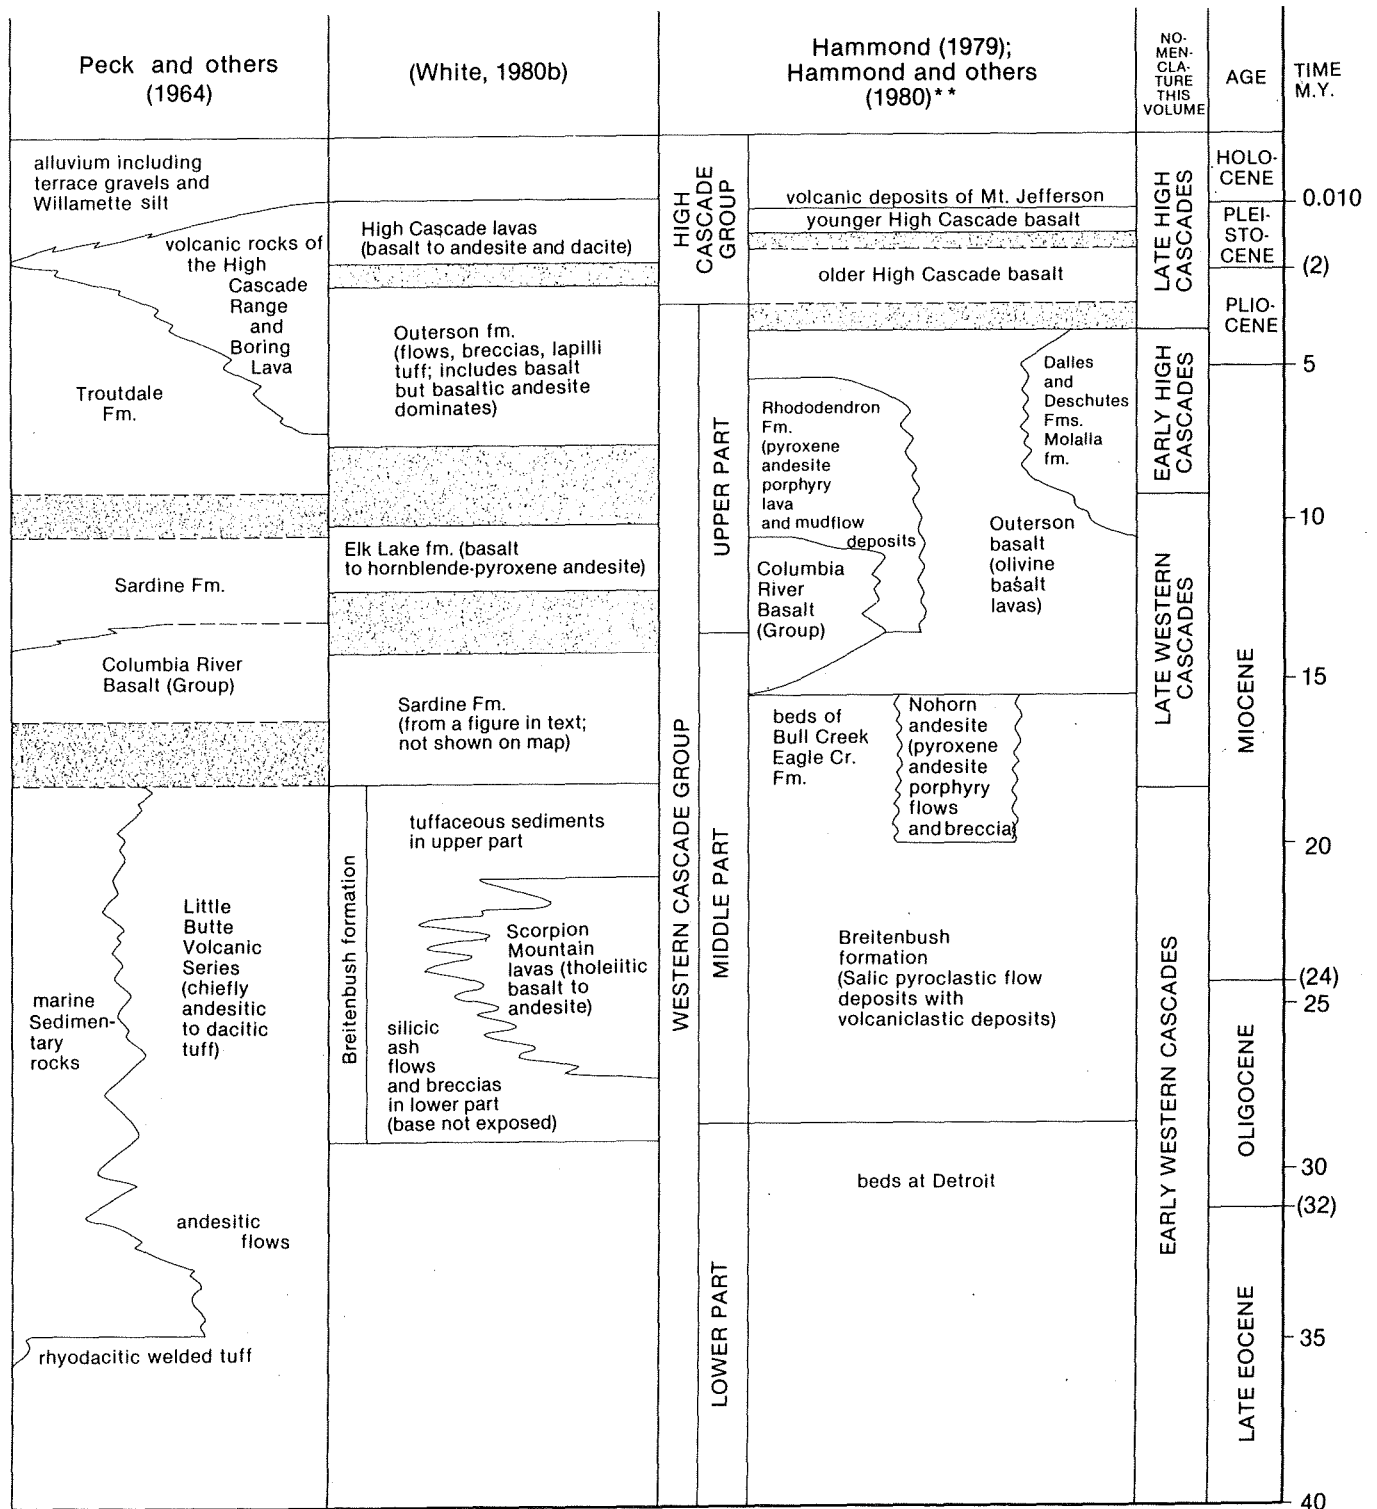 Peck and others
(1964)
(White, 1980b)
Hammond (1979);
Hammond and others
(1980)**
NO-
MEN-
CLA-
TURE
THIS
VOLUME
AGE
TIME
M.Y.
alluvium including
terrace gravels and
Willamette silt
volcanic rocks of
the High
Cascade
Range
and
Boring
Lava
Troutdale
Fm.
Sardine Fm.
Columbia River
Basalt (Group)
Little
Butte
Volcanic
Series
(chiefly
andesitic
to dacitic
tuff)
marine
Sedimen-
tary
rocks
andesitic
flows
rhyodacitic welded tuff
High Cascade lavas
(basalt to andesite and dacite)
Outerson fm.
(flows, breccias, lapilli
tuff; includes basalt
but basaltic andesite
dominates)
Elk Lake fm. (basalt
to hornblende-pyroxene andesite)
Sardine Fm.
(from a figure in text;
not shown on map)
Breitenbush formation
tuffaceous sediments
in upper part
Scorpion
Mountain
lavas (tholeiitic
basalt to
andesite)
silicic
ash
flows
and breccias
in lower part
(base not exposed)
HIGH
CASCADE
GROUP
WESTERN CASCADE GROUP
UPPER PART
MIDDLE PART
LOWER PART
volcanic deposits of Mt. Jefferson
younger High Cascade basalt
older High Cascade basalt
Rhododendron
Fm.
(pyroxene
andesite
porphyry
lava
and mudflow
deposits
Dalles
and
Deschutes
Fms.
Molalla
fm.
Columbia
River
Basalt
(Group)
Outerson
basalt
(olivine
basalt
lavas)
beds of
Bull Creek
Eagle Cr.
Fm.
Nohorn
andesite
(pyroxene
andesite
porphyry
flows
and breccia)
Breitenbush
formation
(Salic pyroclastic flow
deposits with
volcaniclastic deposits)
beds at Detroit
LATE HIGH
CASCADES
EARLY HIGH
CASCADES
LATE WESTERN
CASCADES
EARLY WESTERN CASCADES
HOLO-
CENE
PLEI-
STO-
CENE
PLIO-
CENE
MIOCENE
OLIGOCENE
LATE EOCENE
0.010
(2)
5
10
15
20
(24)
25
30
(32)
35
40